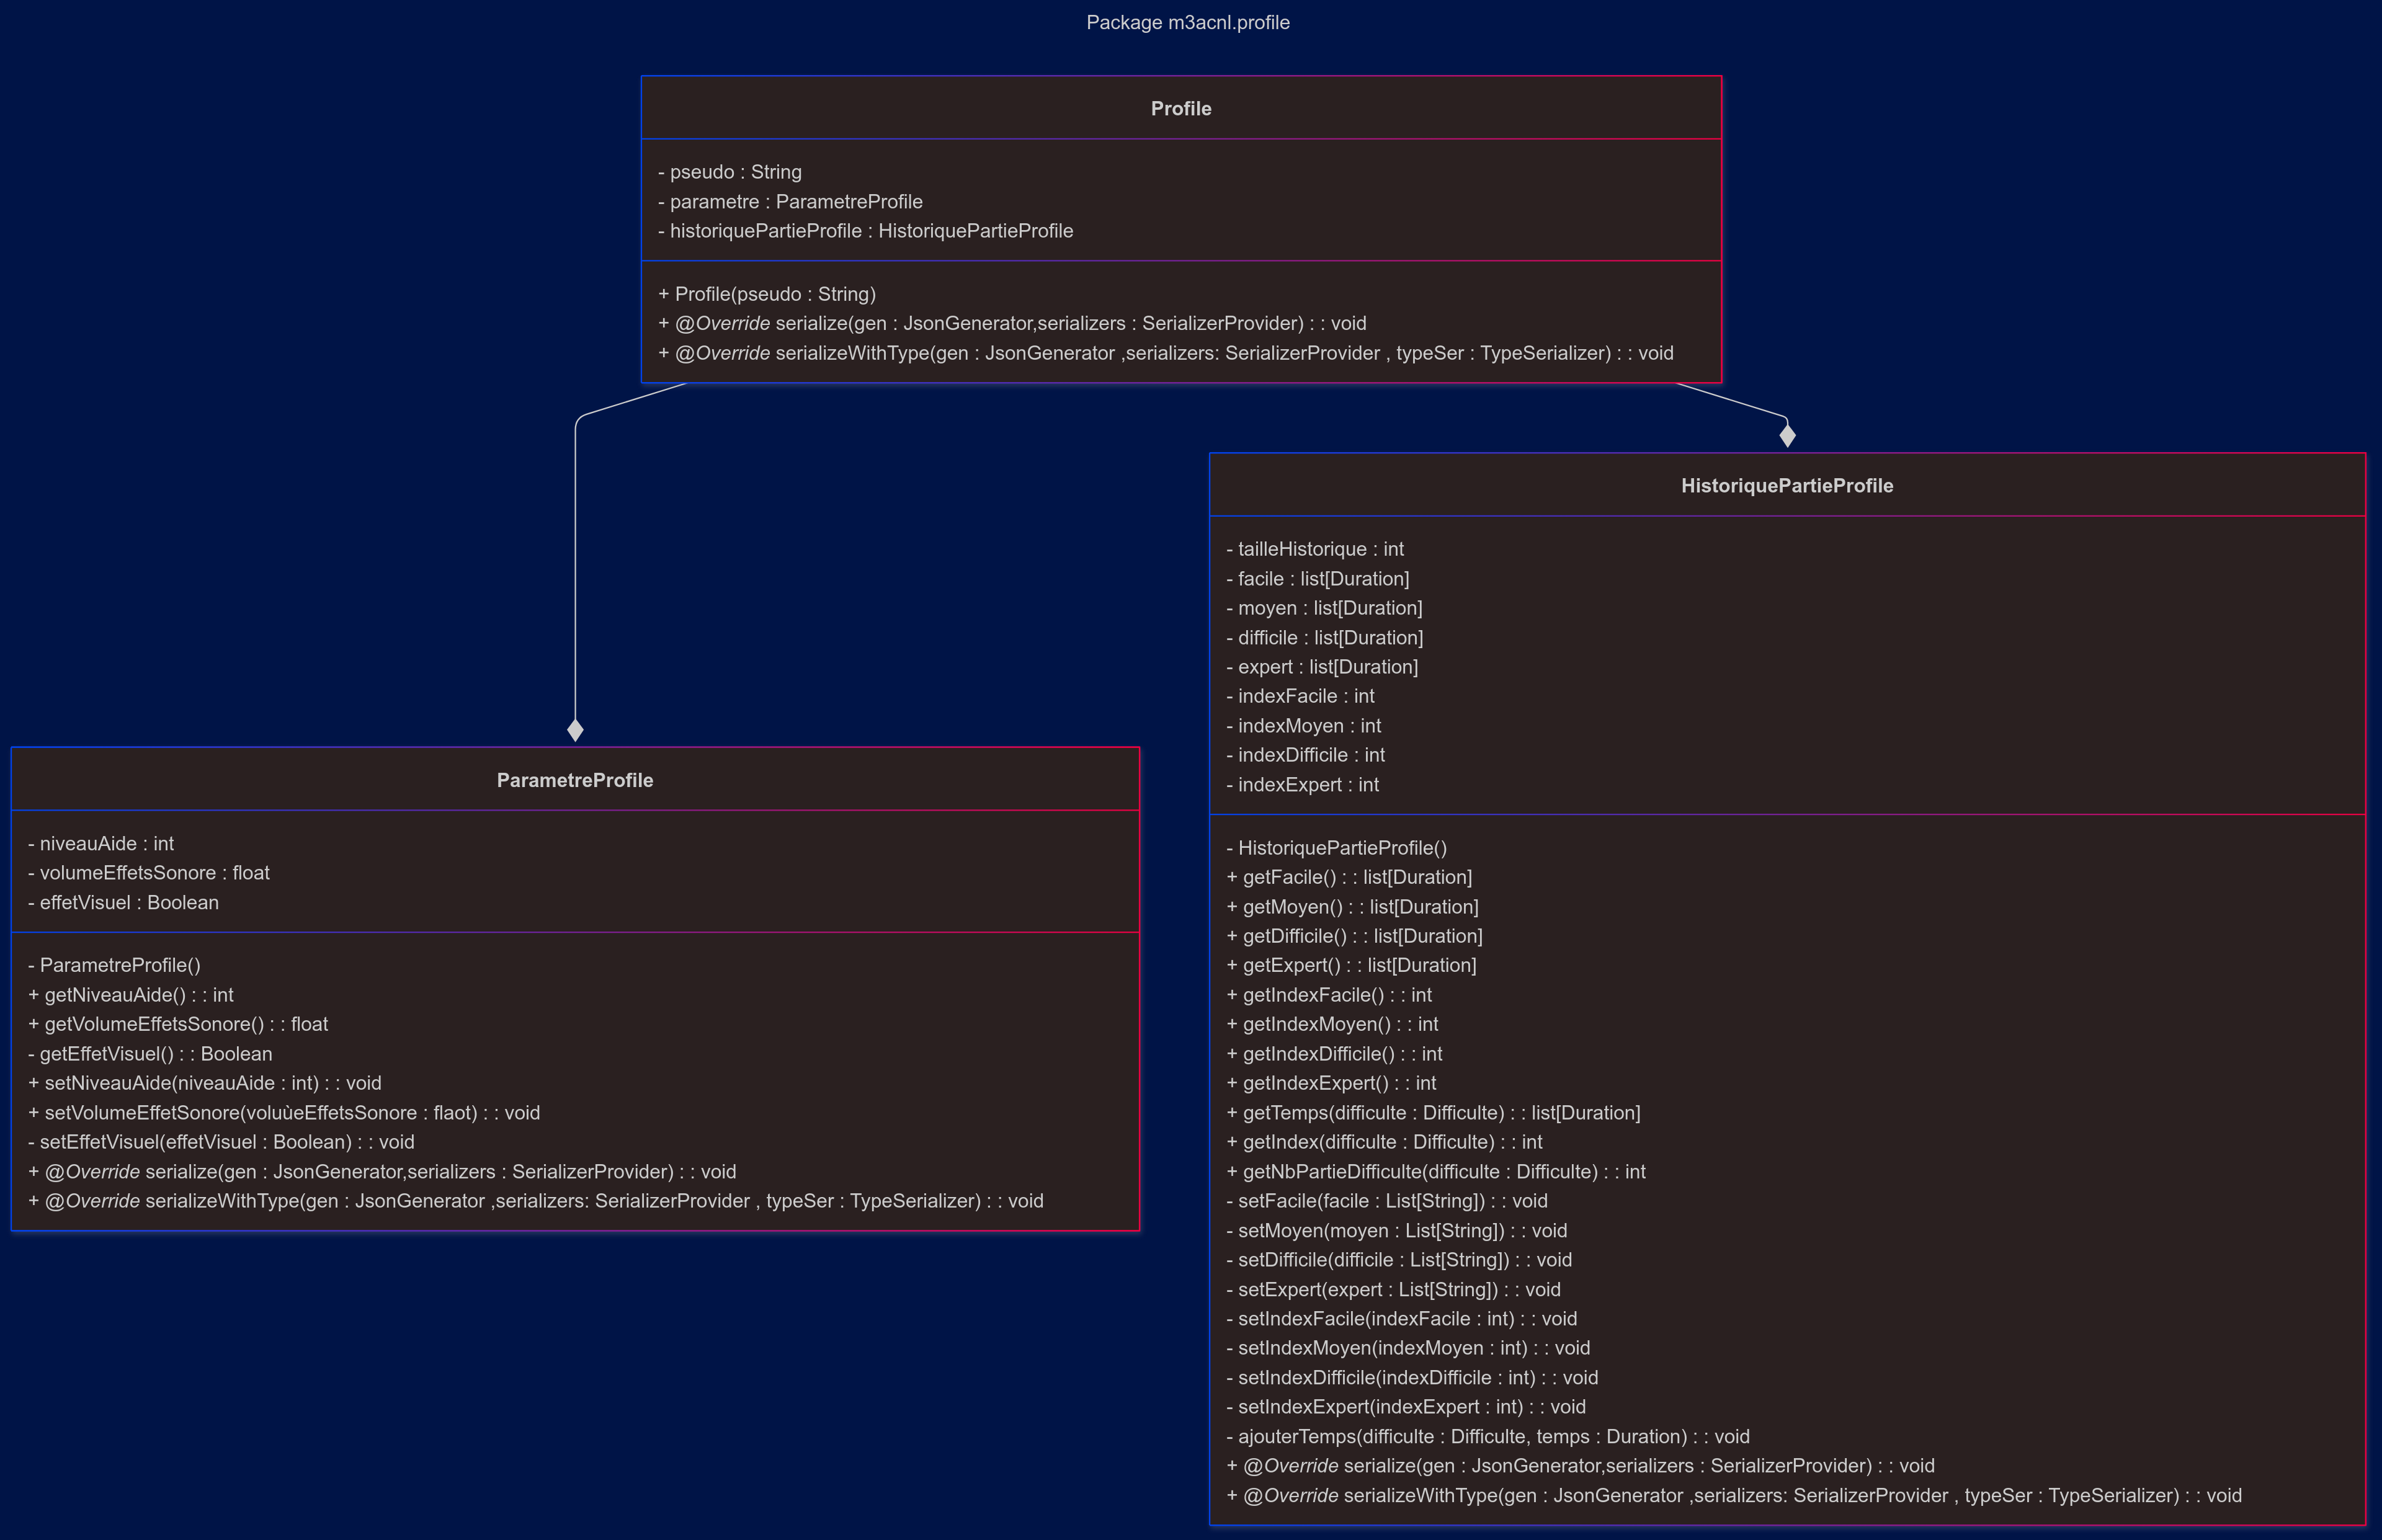 Package m3acnl.profile
Profile
- pseudo : String
- parametre : ParametreProfile
- historiquePartieProfile : HistoriquePartieProfile
+ Profile(pseudo : String)
+ @Override serialize(gen : JsonGenerator,serializers : SerializerProvider) : : void
+ @Override serializeWithType(gen : JsonGenerator ,serializers: SerializerProvider , typeSer : TypeSerializer) : : void
ParametreProfile
- niveauAide : int
- volumeEffetsSonore : float
- effetVisuel : Boolean
- ParametreProfile()
+ getNiveauAide() : : int
+ getVolumeEffetsSonore() : : float
- getEffetVisuel() : : Boolean
+ setNiveauAide(niveauAide : int) : : void
+ setVolumeEffetSonore(voluùeEffetsSonore : flaot) : : void
- setEffetVisuel(effetVisuel : Boolean) : : void
+ @Override serialize(gen : JsonGenerator,serializers : SerializerProvider) : : void
+ @Override serializeWithType(gen : JsonGenerator ,serializers: SerializerProvider , typeSer : TypeSerializer) : : void
HistoriquePartieProfile
- tailleHistorique : int
- facile : list[Duration]
- moyen : list[Duration]
- difficile : list[Duration]
- expert : list[Duration]
- indexFacile : int
- indexMoyen : int
- indexDifficile : int
- indexExpert : int
- HistoriquePartieProfile()
+ getFacile() : : list[Duration]
+ getMoyen() : : list[Duration]
+ getDifficile() : : list[Duration]
+ getExpert() : : list[Duration]
+ getIndexFacile() : : int
+ getIndexMoyen() : : int
+ getIndexDifficile() : : int
+ getIndexExpert() : : int
+ getTemps(difficulte : Difficulte) : : list[Duration]
+ getIndex(difficulte : Difficulte) : : int
+ getNbPartieDifficulte(difficulte : Difficulte) : : int
- setFacile(facile : List[String]) : : void
- setMoyen(moyen : List[String]) : : void
- setDifficile(difficile : List[String]) : : void
- setExpert(expert : List[String]) : : void
- setIndexFacile(indexFacile : int) : : void
- setIndexMoyen(indexMoyen : int) : : void
- setIndexDifficile(indexDifficile : int) : : void
- setIndexExpert(indexExpert : int) : : void
- ajouterTemps(difficulte : Difficulte, temps : Duration) : : void
+ @Override serialize(gen : JsonGenerator,serializers : SerializerProvider) : : void
+ @Override serializeWithType(gen : JsonGenerator ,serializers: SerializerProvider , typeSer : TypeSerializer) : : void